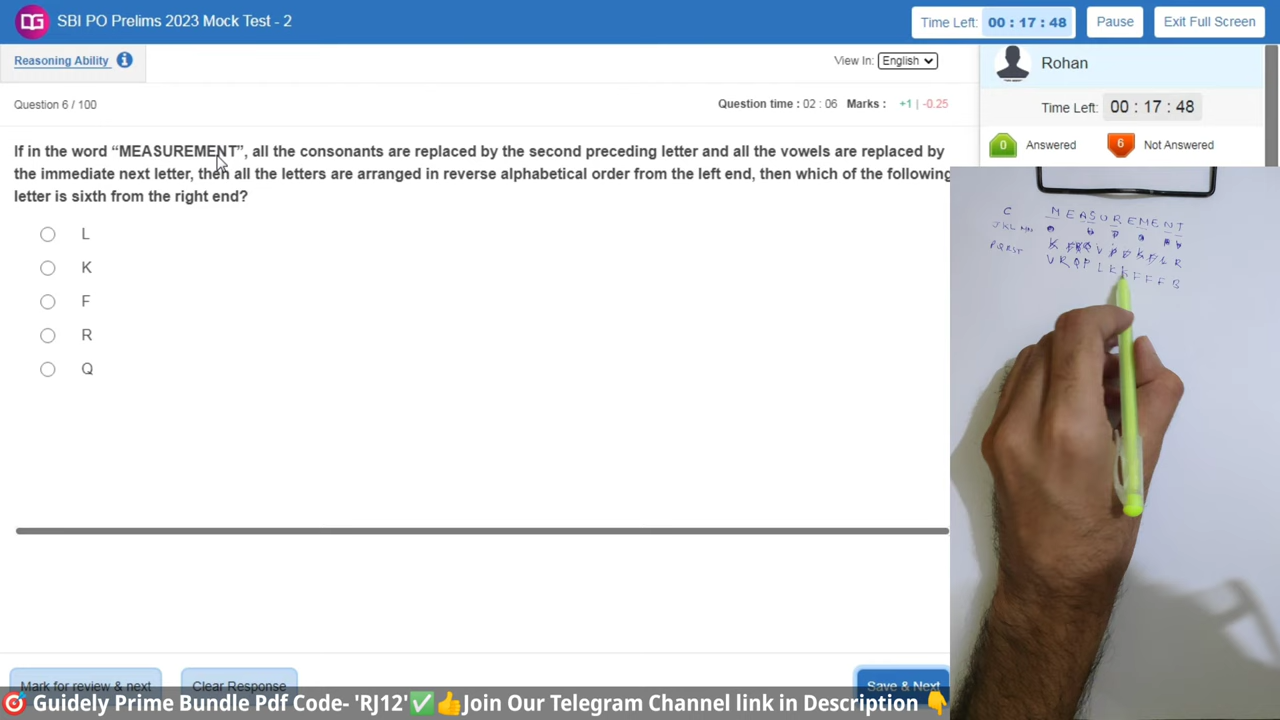 SBI PO Prelims 2023 Mock Test - 2
Time Left: 00 : 17 : 48
Pause
Exit Full Screen
Reasoning Ability
View In: English
Rohan
Question 6 / 100
Question time : 02 : 06 Marks : +1 | -0.25
Time Left: 00 : 17 : 48
0 Answered
6 Not Answered
If in the word “MEASUREMENT”, all the consonants are replaced by the second preceding letter and all the vowels are replaced by
the immediate next letter, then all the letters are arranged in reverse alphabetical order from the left end, then which of the following
letter is sixth from the right end?
L
K
F
R
Q
C MEASUREMENT
JKL MN
PQRST
V R Q P L K K F F F B
Mark for review & next
Clear Response
Save & Next
Guidely Prime Bundle Pdf Code- 'RJ12'✅👍Join Our Telegram Channel link in Description 👇